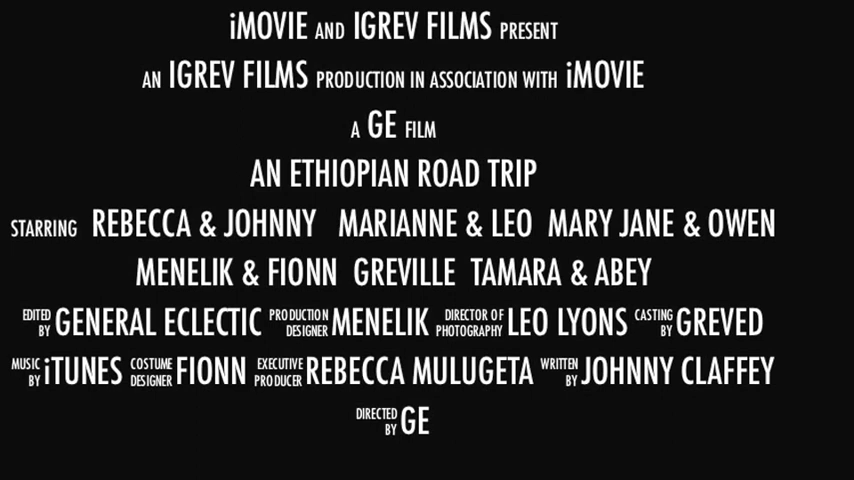 iMOVIE AND IGREV FILMS PRESENT
AN IGREV FILMS PRODUCTION IN ASSOCIATION WITH iMOVIE
A GE FILM
AN ETHIOPIAN ROAD TRIP
STARRING REBECCA & JOHNNY MARIANNE & LEO MARY JANE & OWEN
MENELIK & FIONN GREVILLE TAMARA & ABEY
EDITED BY GENERAL ECLECTIC PRODUCTION DESIGNER MENELIK DIRECTOR OF PHOTOGRAPHY LEO LYONS CASTING BY GREVED
MUSIC BY iTUNES COSTUME DESIGNER FIONN EXECUTIVE PRODUCER REBECCA MULUGETA WRITTEN BY JOHNNY CLAFFEY
DIRECTED BY GE